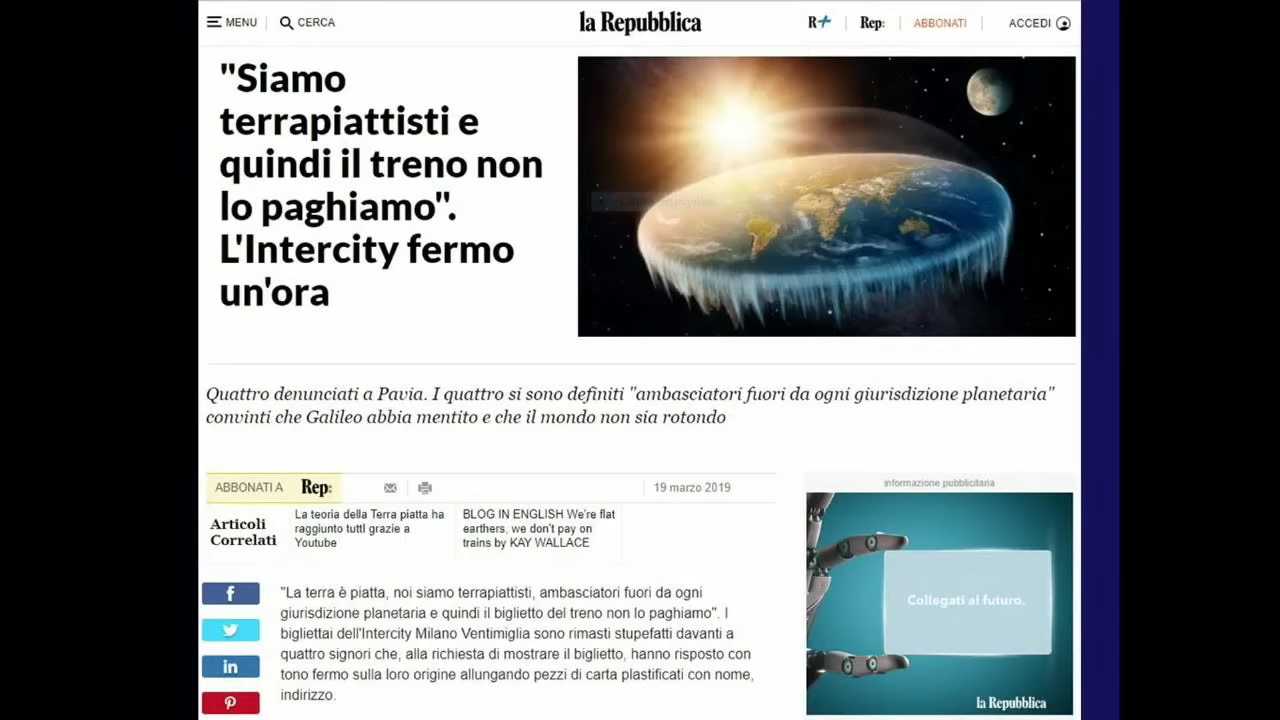 MENU
CERCA
la Repubblica
R+
Rep:
ABBONATI
ACCEDI
"Siamo
terrapiattisti e
quindi il treno non
lo paghiamo".
L'Intercity fermo
un'ora
Quattro denunciati a Pavia. I quattro si sono definiti "ambasciatori fuori da ogni giurisdizione planetaria"
convinti che Galileo abbia mentito e che il mondo non sia rotondo
ABBONATI A
Rep:
19 marzo 2019
Articoli
Correlati
La teoria della Terra piatta ha
raggiunto tutti grazie a
Youtube
BLOG IN ENGLISH We're flat
earthers, we don't pay on
trains by KAY WALLACE
"La terra è piatta, noi siamo terrapiattisti, ambasciatori fuori da ogni
giurisdizione planetaria e quindi il biglietto del treno non lo paghiamo". I
bigliettai dell'Intercity Milano Ventimiglia sono rimasti stupefatti davanti a
quattro signori che, alla richiesta di mostrare il biglietto, hanno risposto con
tono fermo sulla loro origine allungando pezzi di carta plastificati con nome,
indirizzo.
informazione pubblicitaria
Collegati al futuro.
la Repubblica